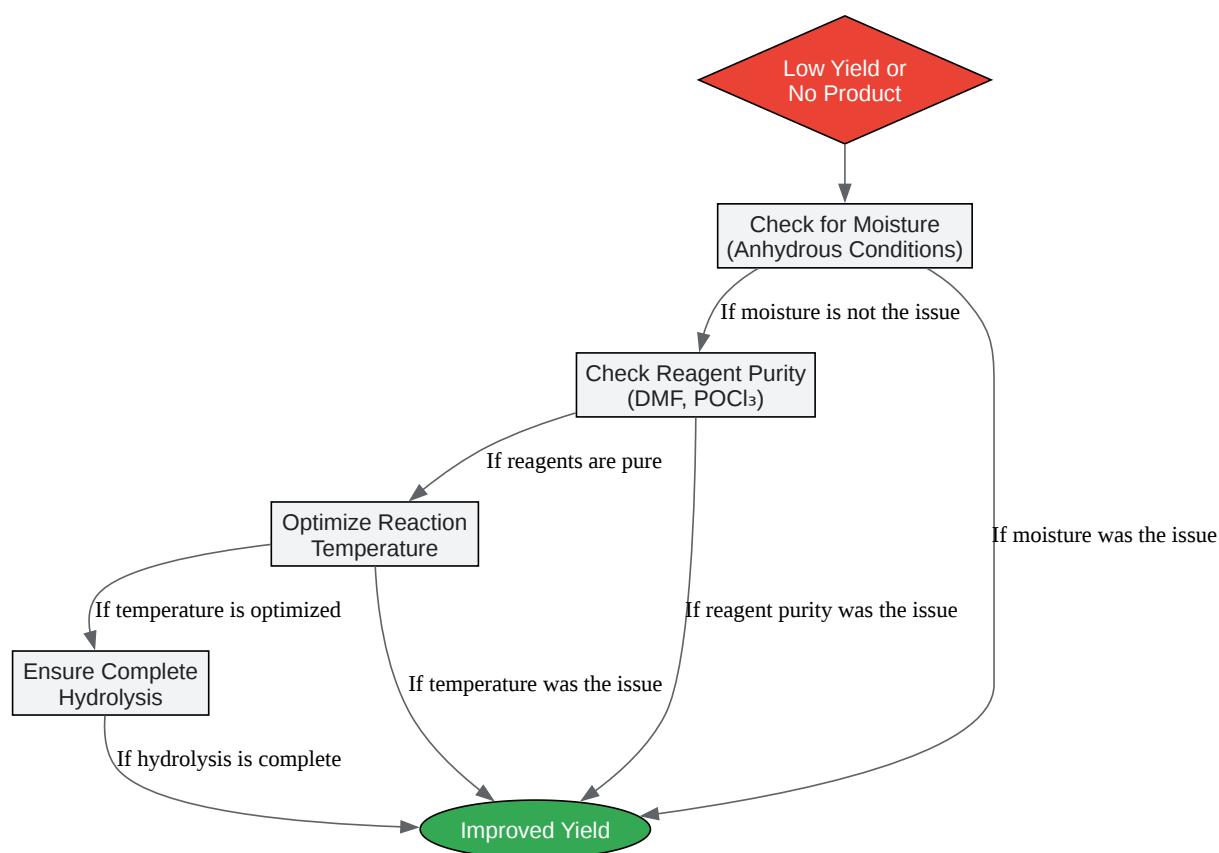 Low Yield or
No Product
Check for Moisture
(Anhydrous Conditions)
If moisture is not the issue
Check Reagent Purity
(DMF, POCl₃)
If reagents are pure
Optimize Reaction
Temperature
If moisture was the issue
If temperature is optimized
If reagent purity was the issue
Ensure Complete
Hydrolysis
If temperature was the issue
If hydrolysis is complete
Improved Yield